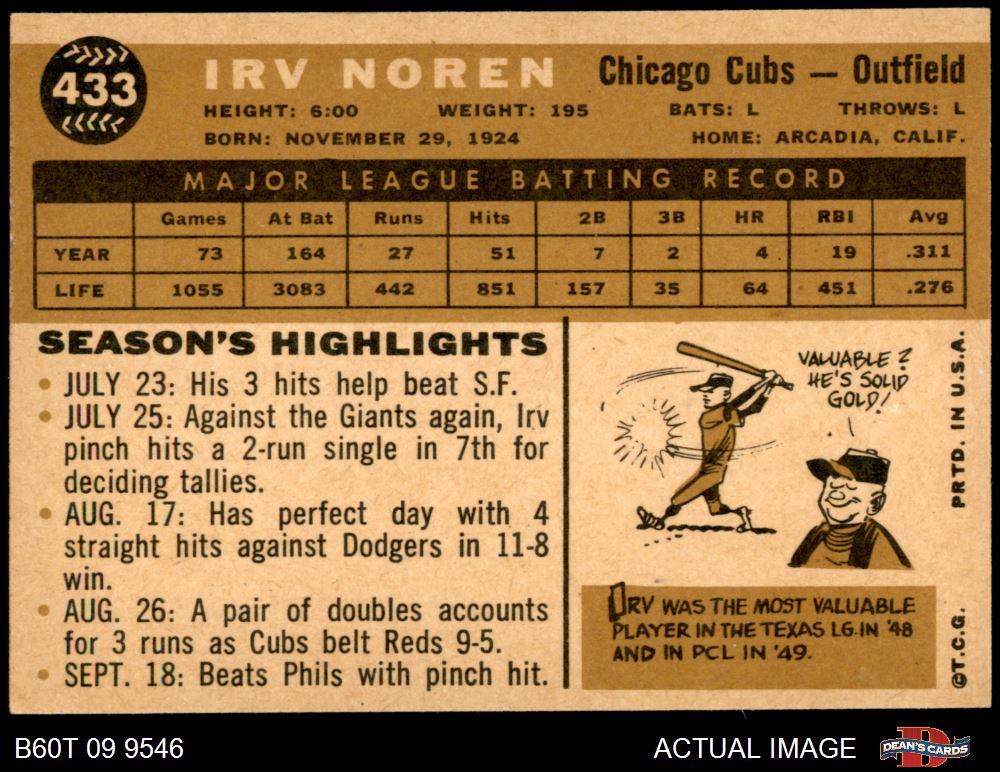 433
IRV NOREN
Chicago Cubs — Outfield
HEIGHT: 6:00 WEIGHT: 195 BATS: L THROWS: L
BORN: NOVEMBER 29, 1924 HOME: ARCADIA, CALIF.
MAJOR LEAGUE BATTING RECORD
Games At Bat Runs Hits 2B 3B HR RBI Avg
YEAR 73 164 27 51 7 2 4 19 .311
LIFE 1055 3083 442 851 157 35 64 451 .276
SEASON'S HIGHLIGHTS
• JULY 23: His 3 hits help beat S.F.
• JULY 25: Against the Giants again, Irv
pinch hits a 2-run single in 7th for
deciding tallies.
• AUG. 17: Has perfect day with 4
straight hits against Dodgers in 11-8
win.
• AUG. 26: A pair of doubles accounts
for 3 runs as Cubs belt Reds 9-5.
• SEPT. 18: Beats Phils with pinch hit.
VALUABLE?
HE'S SOLID
GOLD!
IRV WAS THE MOST VALUABLE
PLAYER IN THE TEXAS LG. IN '48
AND IN PCL IN '49.
PRTD. IN U.S.A.
©T.C.G.
B60T 09 9546
ACTUAL IMAGE
DEAN'S CARDS